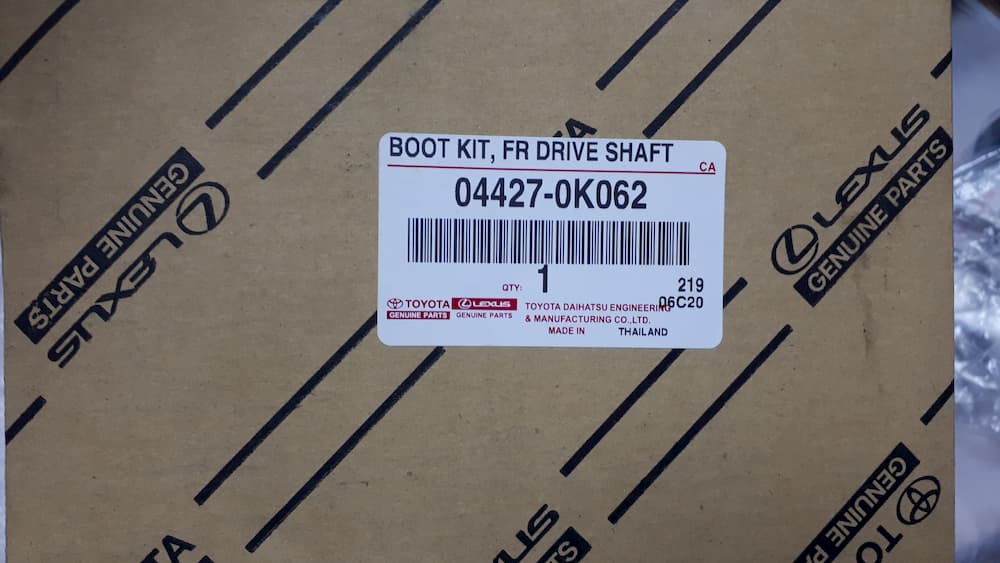 BOOT KIT, FR DRIVE SHAFT
CA
04427-0K062
QTY: 1
219
06C20
TOYOTA
GENUINE PARTS
LEXUS
GENUINE PARTS
TOYOTA DAIHATSU ENGINEERING
& MANUFACTURING CO.,LTD.
MADE IN THAILAND
GENUINE PARTS
LEXUS
LEXUS
GENUINE PARTS
GENUINE